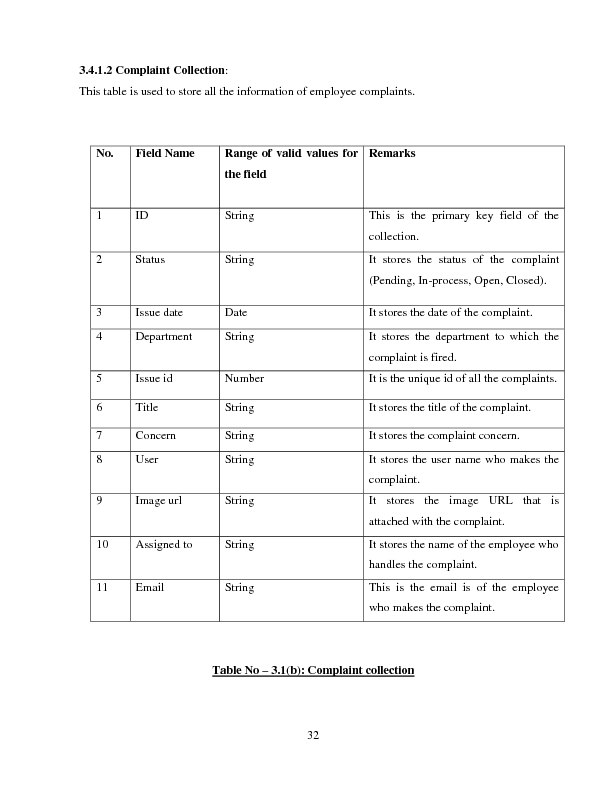 3.4.1.2 Complaint Collection:
This table is used to store all the information of employee complaints.
No. Field Name Range of valid values for Remarks
the field
1 ID String This is the primary key field of the
collection.
2 Status String It stores the status of the complaint
(Pending, In-process, Open, Closed).
3 Issue date Date It stores the date of the complaint.
4 Department String It stores the department to which the
complaint is fired.
5 Issue id Number It is the unique id of all the complaints.
6 Title String It stores the title of the complaint.
7 Concern String It stores the complaint concern.
8 User String It stores the user name who makes the
complaint.
9 Image url String It stores the image URL that is
attached with the complaint.
10 Assigned to String It stores the name of the employee who
handles the complaint.
11 Email String This is the email is of the employee
who makes the complaint.
Table No – 3.1(b): Complaint collection
32